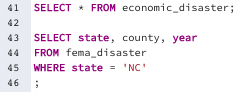 41 SELECT * FROM economic_disaster;
42
43 SELECT state, county, year
44 FROM fema_disaster
45 WHERE state = 'NC'
46 ;